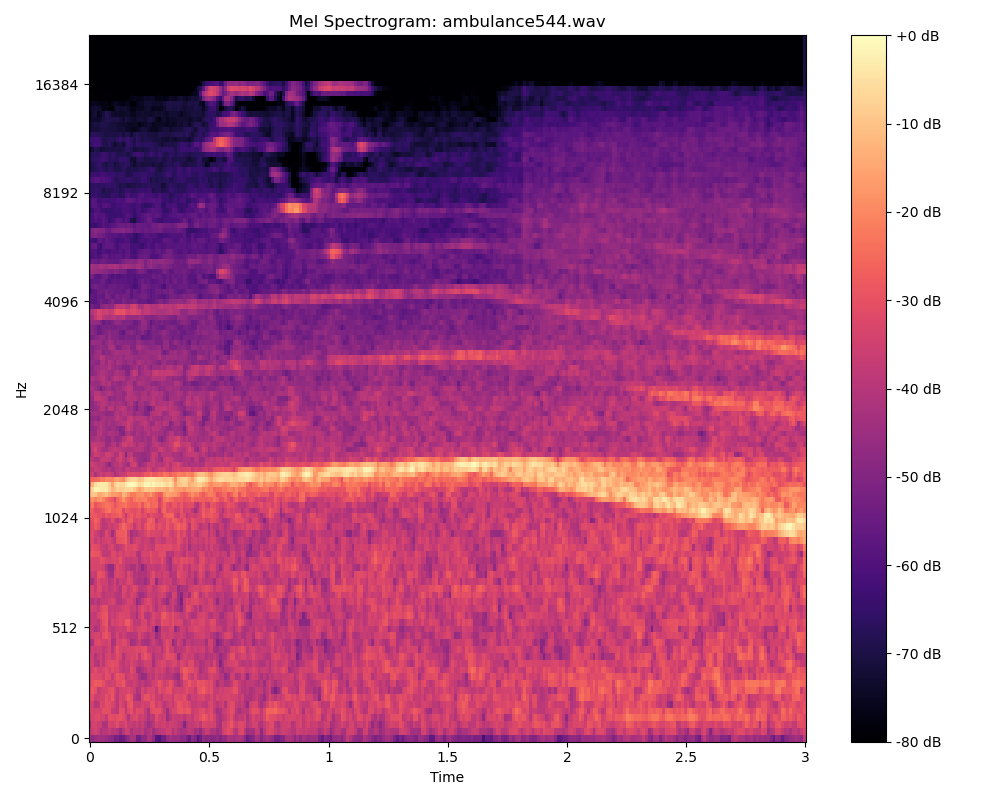 Mel Spectrogram: ambulance544.wav
+0 dB
16384
-10 dB
8192
-20 dB
4096
-30 dB
Hz
-40 dB
2048
-50 dB
1024
-60 dB
512
-70 dB
0
-80 dB
0 0.5 1 1.5 2 2.5 3
Time